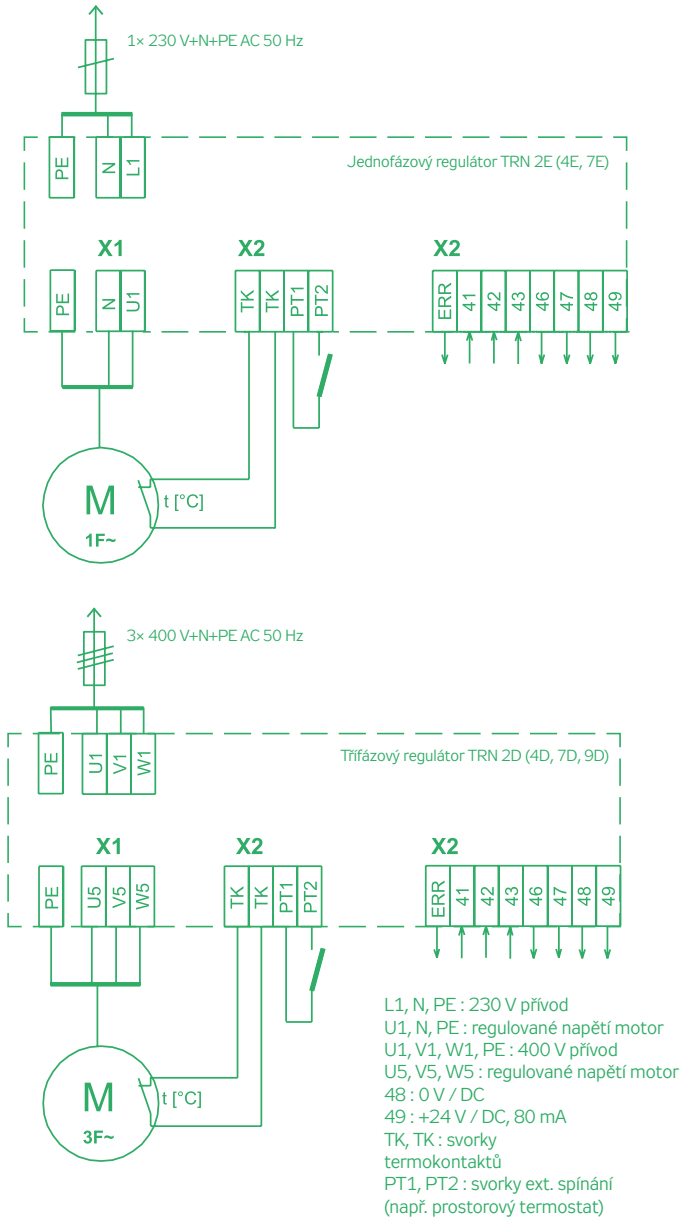 1× 230 V+N+PE AC 50 Hz
PE N L1
Jednofázový regulátor TRN 2E (4E, 7E)
X1 X2 X2
PE N U1 TK TK PT1 PT2 ERR 41 42 43 46 47 48 49
M
1F~
t [°C]
3× 400 V+N+PE AC 50 Hz
PE U1 V1 W1
Třífázový regulátor TRN 2D (4D, 7D, 9D)
X1 X2 X2
PE U5 V5 W5 TK TK PT1 PT2 ERR 41 42 43 46 47 48 49
M
3F~
t [°C]
L1, N, PE : 230 V přívod
U1, N, PE : regulované napětí motor
U1, V1, W1, PE : 400 V přívod
U5, V5, W5 : regulované napětí motor
48 : 0 V / DC
49 : +24 V / DC, 80 mA
TK, TK : svorky
termokontaktů
PT1, PT2 : svorky ext. spínání
(např. prostorový termostat)